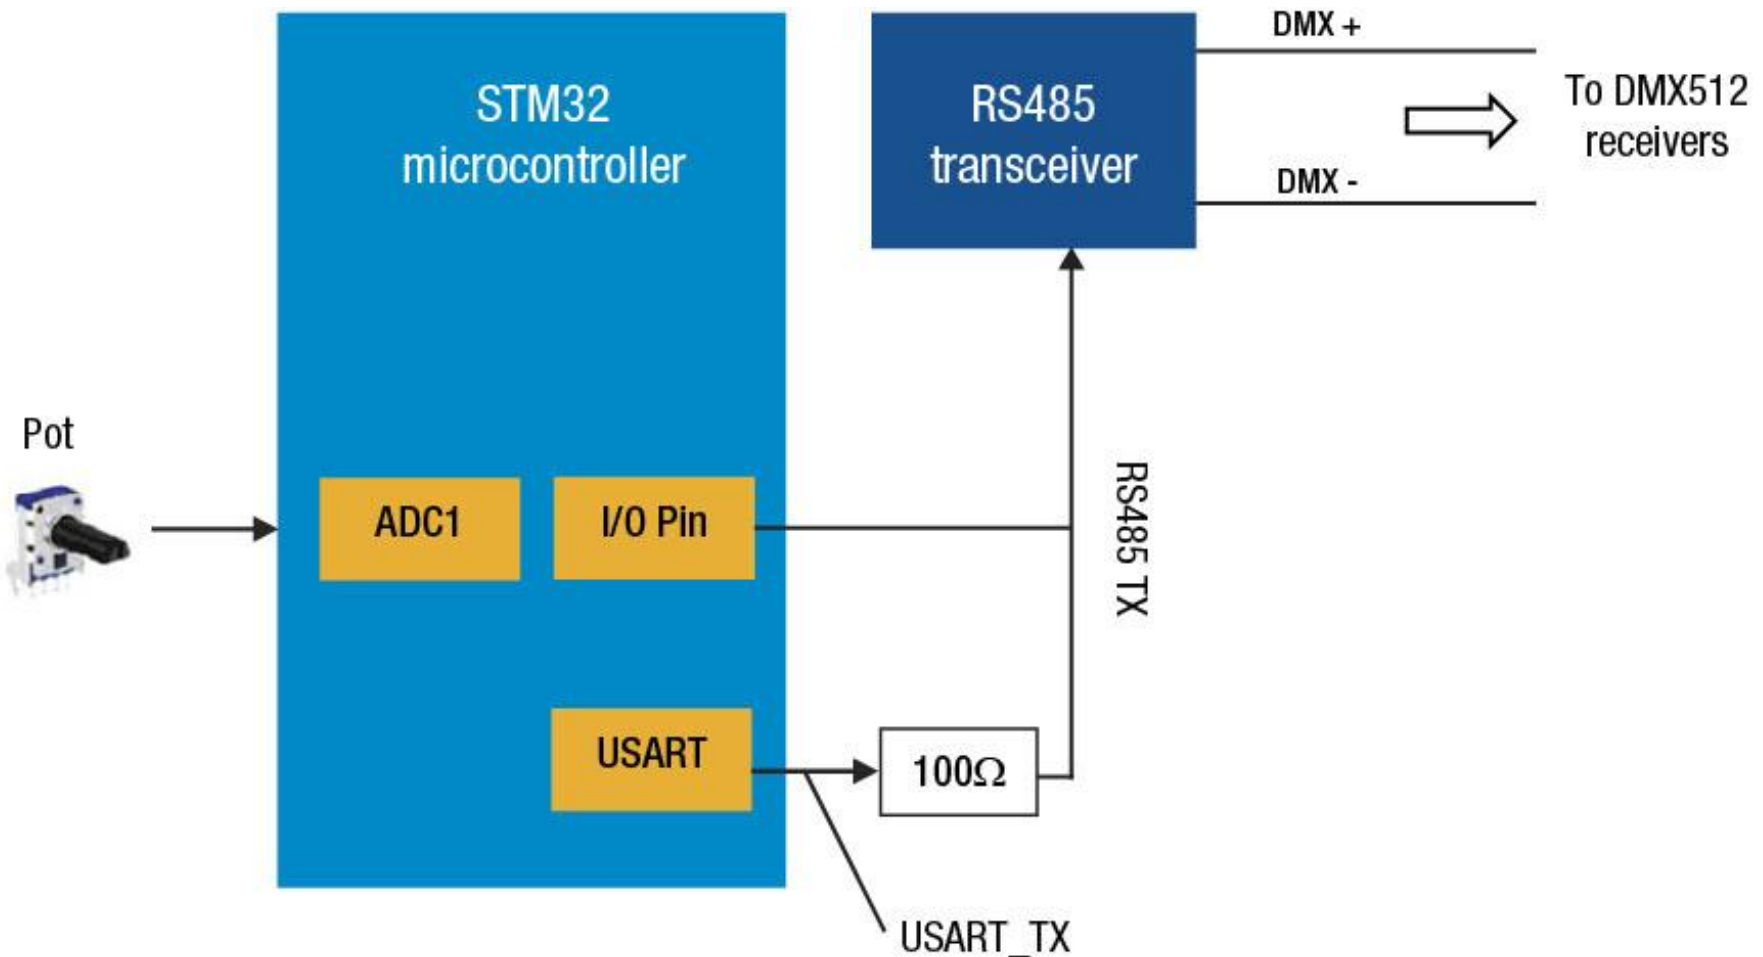 STM32
microcontroller
RS485
transceiver
DMX +
DMX -
To DMX512
receivers
Pot
ADC1
I/O Pin
RS485 TX
USART
100Ω
USART_TX